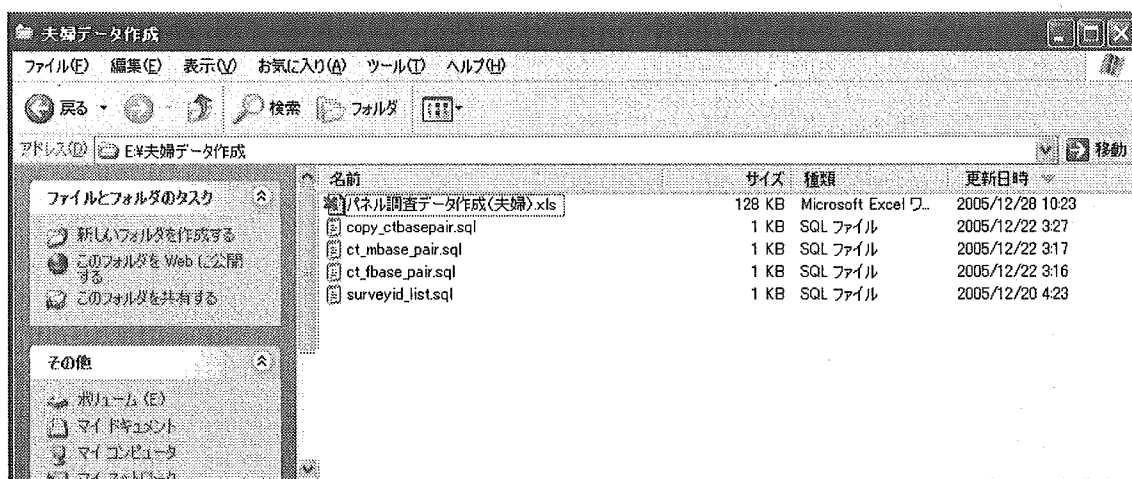 夫婦データ作成
ファイル(F) 編集(E) 表示(V) お気に入り(A) ツール(T) ヘルプ(H)
戻る 検索 フォルダ
アドレス(D) E:¥夫婦データ作成 移動
名前 サイズ 種類 更新日時
パネル調査データ作成(夫婦).xls 128 KB Microsoft Excel ワ... 2005/12/28 10:23
copy_ctbasepair.sql 1 KB SQL ファイル 2005/12/22 3:27
ct_mbase_pair.sql 1 KB SQL ファイル 2005/12/22 3:17
ct_fbase_pair.sql 1 KB SQL ファイル 2005/12/22 3:16
surveyid_list.sql 1 KB SQL ファイル 2005/12/20 4:23
ファイルとフォルダのタスク
新しいフォルダを作成する
このフォルダを Web に公開
する
このフォルダを共有する
その他
ボリューム (E)
マイ ドキュメント
マイ コンピュータ
マイ ネットワーク